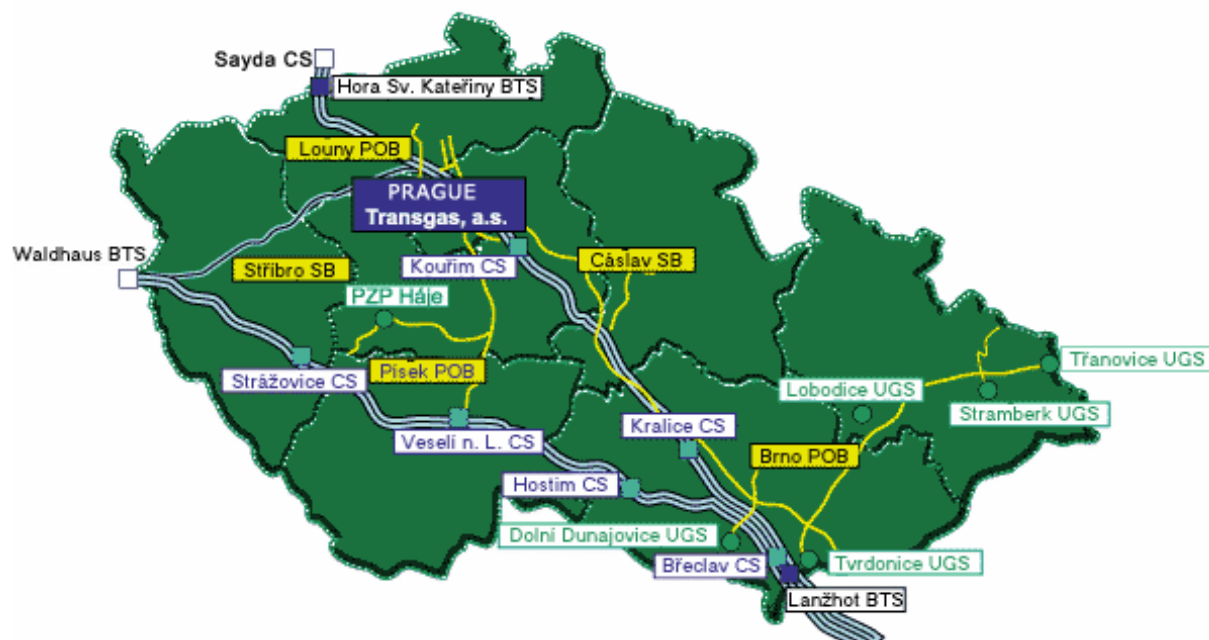 Sayda CS
Hora Sv. Kateřiny BTS
Louny POB
PRAGUE
Transgas, a.s.
Waldhaus BTS
Stříbro SB
Kouřim CS
Cáslav SB
PZP Háje
Strážovice CS
Písek POB
Třanovice UGS
Lobodice UGS
Stramberk UGS
Veselí n. L. CS
Kralice CS
Brno POB
Hostim CS
Dolní Dunajovice UGS
Břeclav CS
Tvrdonice UGS
Lanžhot BTS